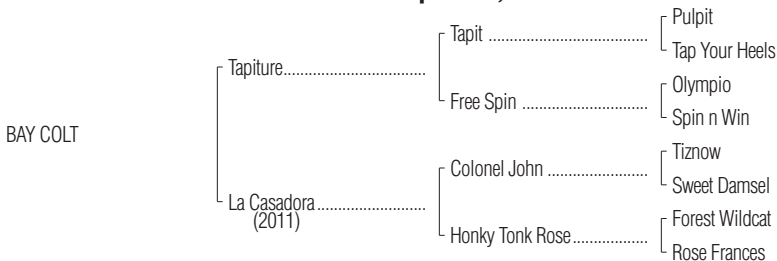 Pulpit
Tapit ......................................
Tap Your Heels
Tapiture..................................
Olympio
Free Spin ..............................
Spin n Win
BAY COLT
Tiznow
Colonel John .........................
Sweet Damsel
La Casadora..........................
(2011)
Forest Wildcat
Honky Tonk Rose..................
Rose Frances